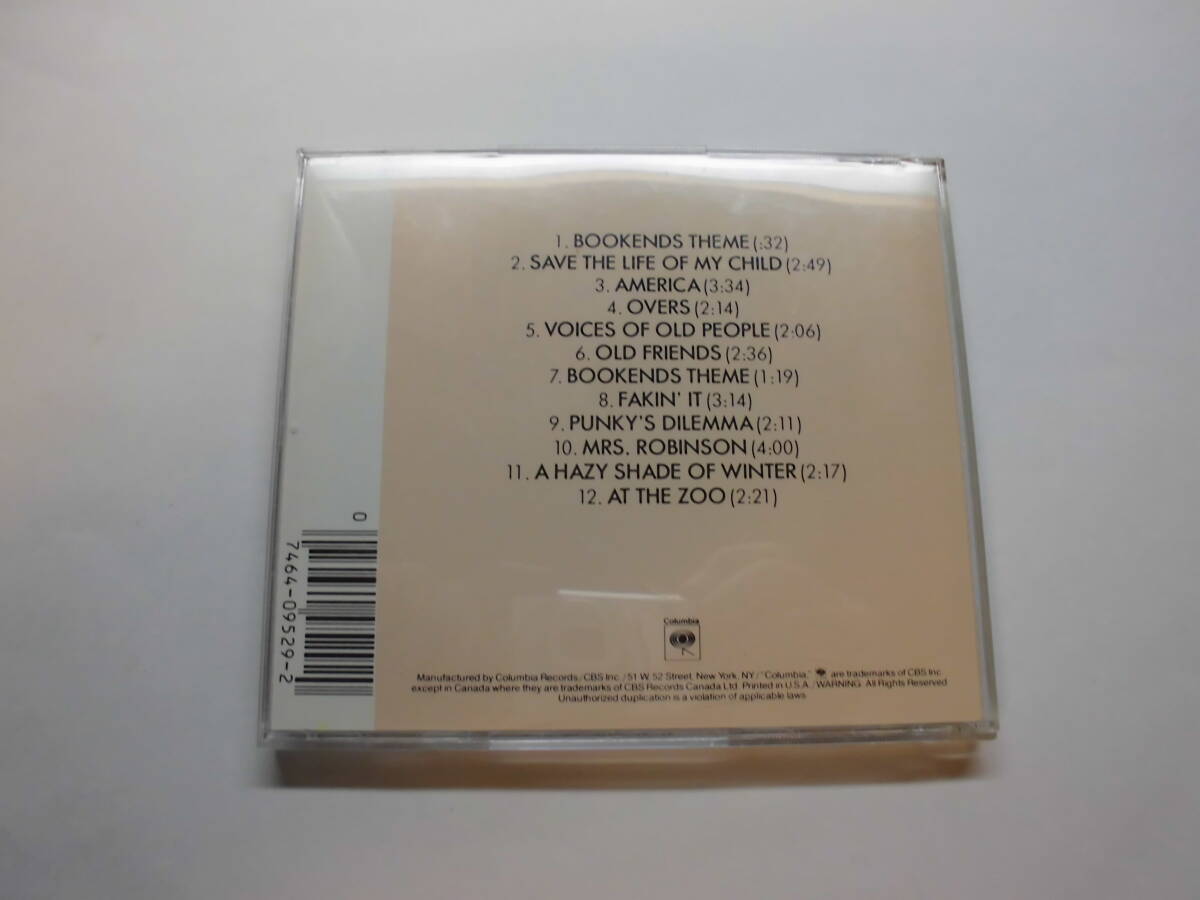 1. BOOKENDS THEME (:32)
2. SAVE THE LIFE OF MY CHILD (2:49)
3. AMERICA (3:34)
4. OVERS (2:14)
5. VOICES OF OLD PEOPLE (2:06)
6. OLD FRIENDS (2:36)
7. BOOKENDS THEME (1:19)
8. FAKIN' IT (3:14)
9. PUNKY'S DILEMMA (2:11)
10. MRS. ROBINSON (4:00)
11. A HAZY SHADE OF WINTER (2:17)
12. AT THE ZOO (2:21)
0
7464-09529-2
Columbia
Manufactured by Columbia Records/CBS Inc./51 W. 52 Street, New York, NY/"Columbia," are trademarks of CBS Inc.
except in Canada where they are trademarks of CBS Records Canada Ltd. Printed in U.S.A./WARNING: All Rights Reserved
Unauthorized duplication is a violation of applicable laws.